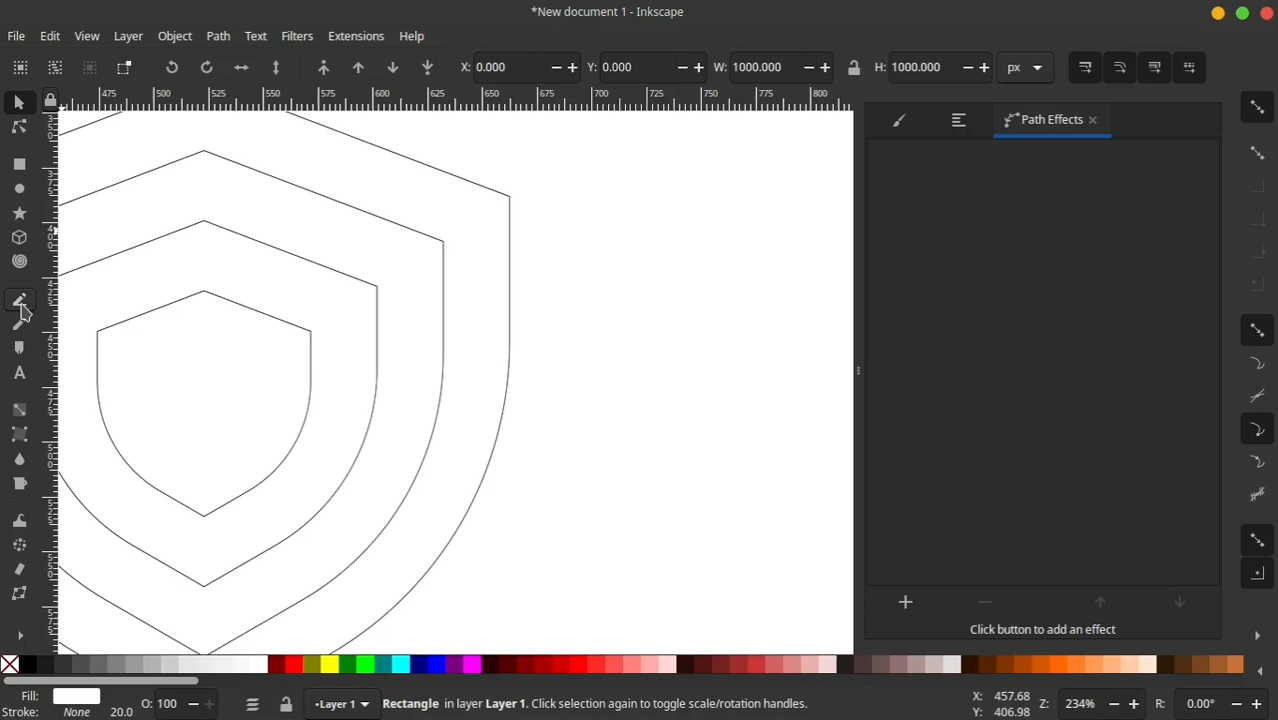 *New document 1 - Inkscape
File Edit View Layer Object Path Text Filters Extensions Help
X: 0.000 Y: 0.000 W: 1000.000 H: 1000.000 px
475 500 525 550 575 600 625 650 675 700 725 750 775 800
Path Effects
Click button to add an effect
Fill: O: 100 •Layer 1 Rectangle in layer Layer 1. Click selection again to toggle scale/rotation handles. X: 457.68 Z: 234% R: 0.00°
Stroke: None 20.0 Y: 406.98